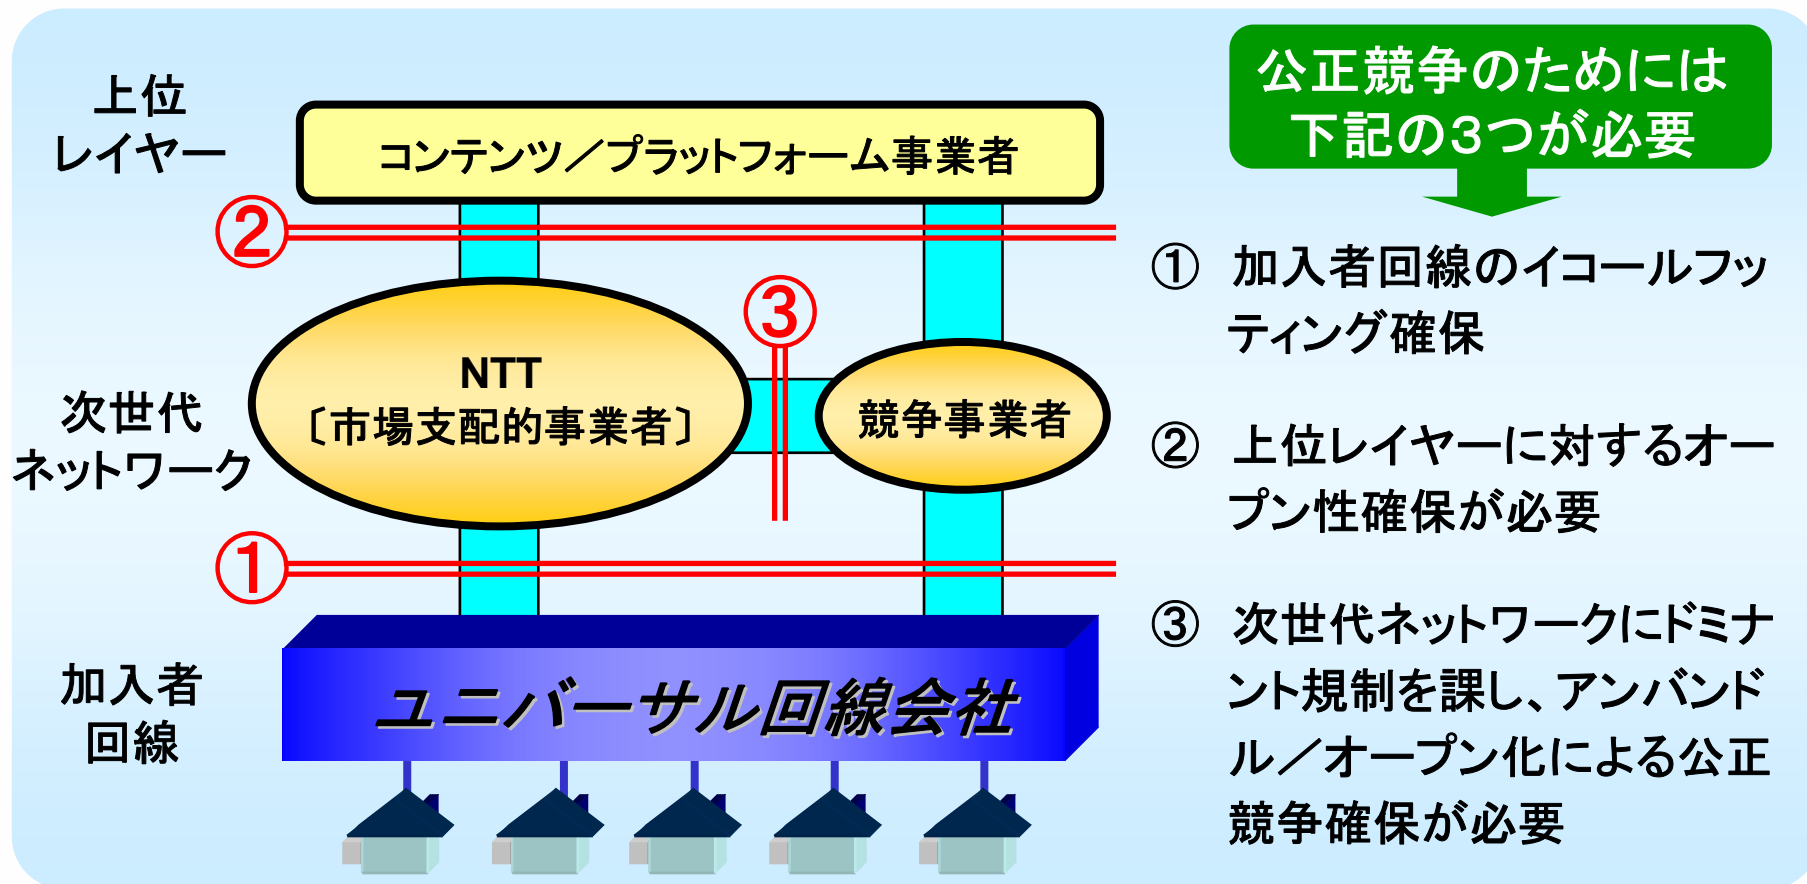 上位
レイヤー
コンテンツ／プラットフォーム事業者
②
③
NTT
〔市場支配的事業者〕
競争事業者
次世代
ネットワーク
①
加入者
回線
ユニバーサル回線会社
公正競争のためには
下記の３つが必要
① 加入者回線のイコールフッ
ティング確保
② 上位レイヤーに対するオー
プン性確保が必要
③ 次世代ネットワークにドミナ
ント規制を課し、アンバンド
ル／オープン化による公正
競争確保が必要